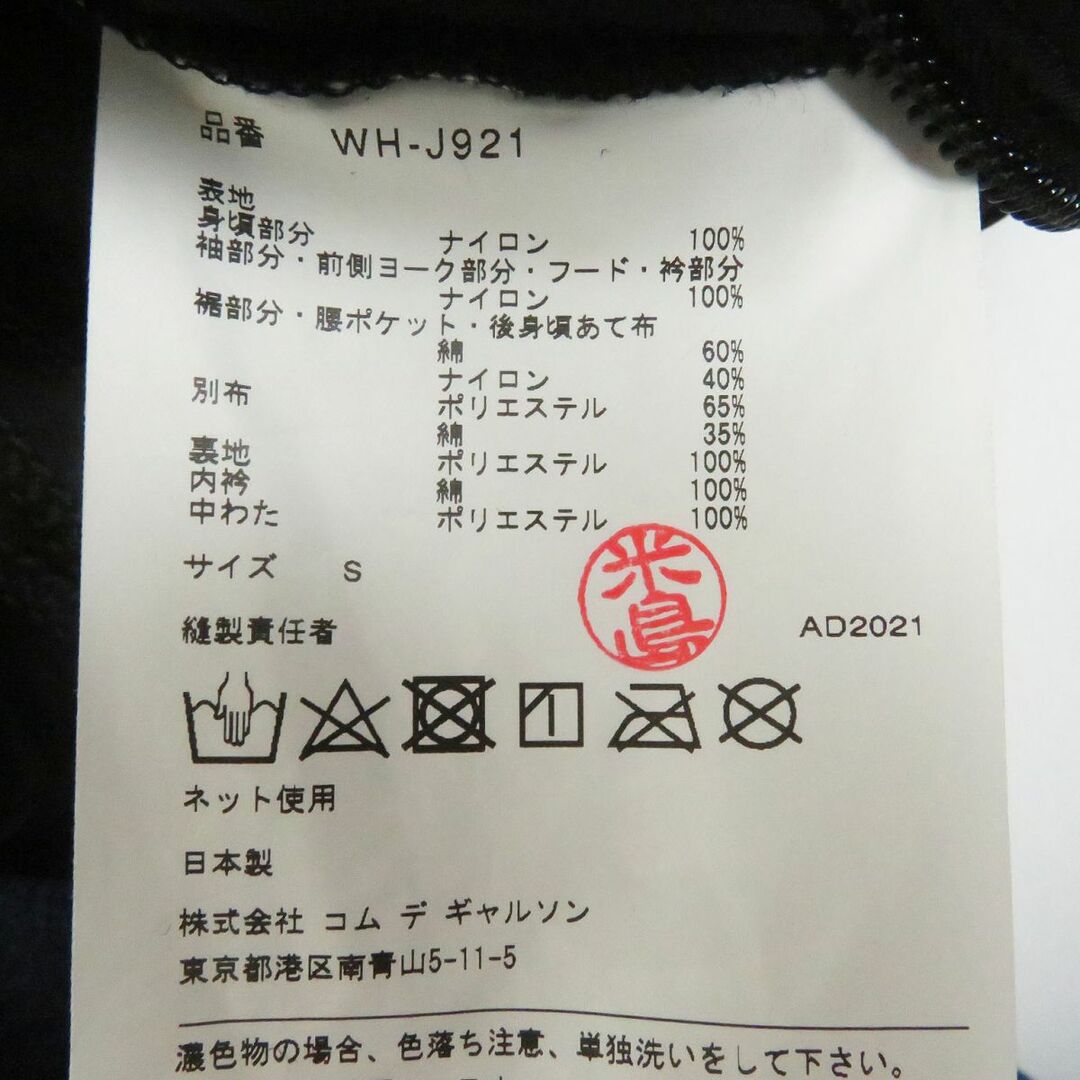 品番 WH-J921
表地
身頃部分 ナイロン 100%
袖部分・前側ヨーク部分・フード・衿部分
ナイロン 100%
裾部分・腰ポケット・後身頃あて布
綿 60%
ナイロン 40%
別布 ポリエステル 65%
綿 35%
裏地 ポリエステル 100%
内衿 綿 100%
中わた ポリエステル 100%
サイズ S
米島
縫製責任者 AD2021
ネット使用
日本製
株式会社 コム デ ギャルソン
東京都港区南青山5-11-5
濃色物の場合、色落ち注意、単独洗いをして下さい。